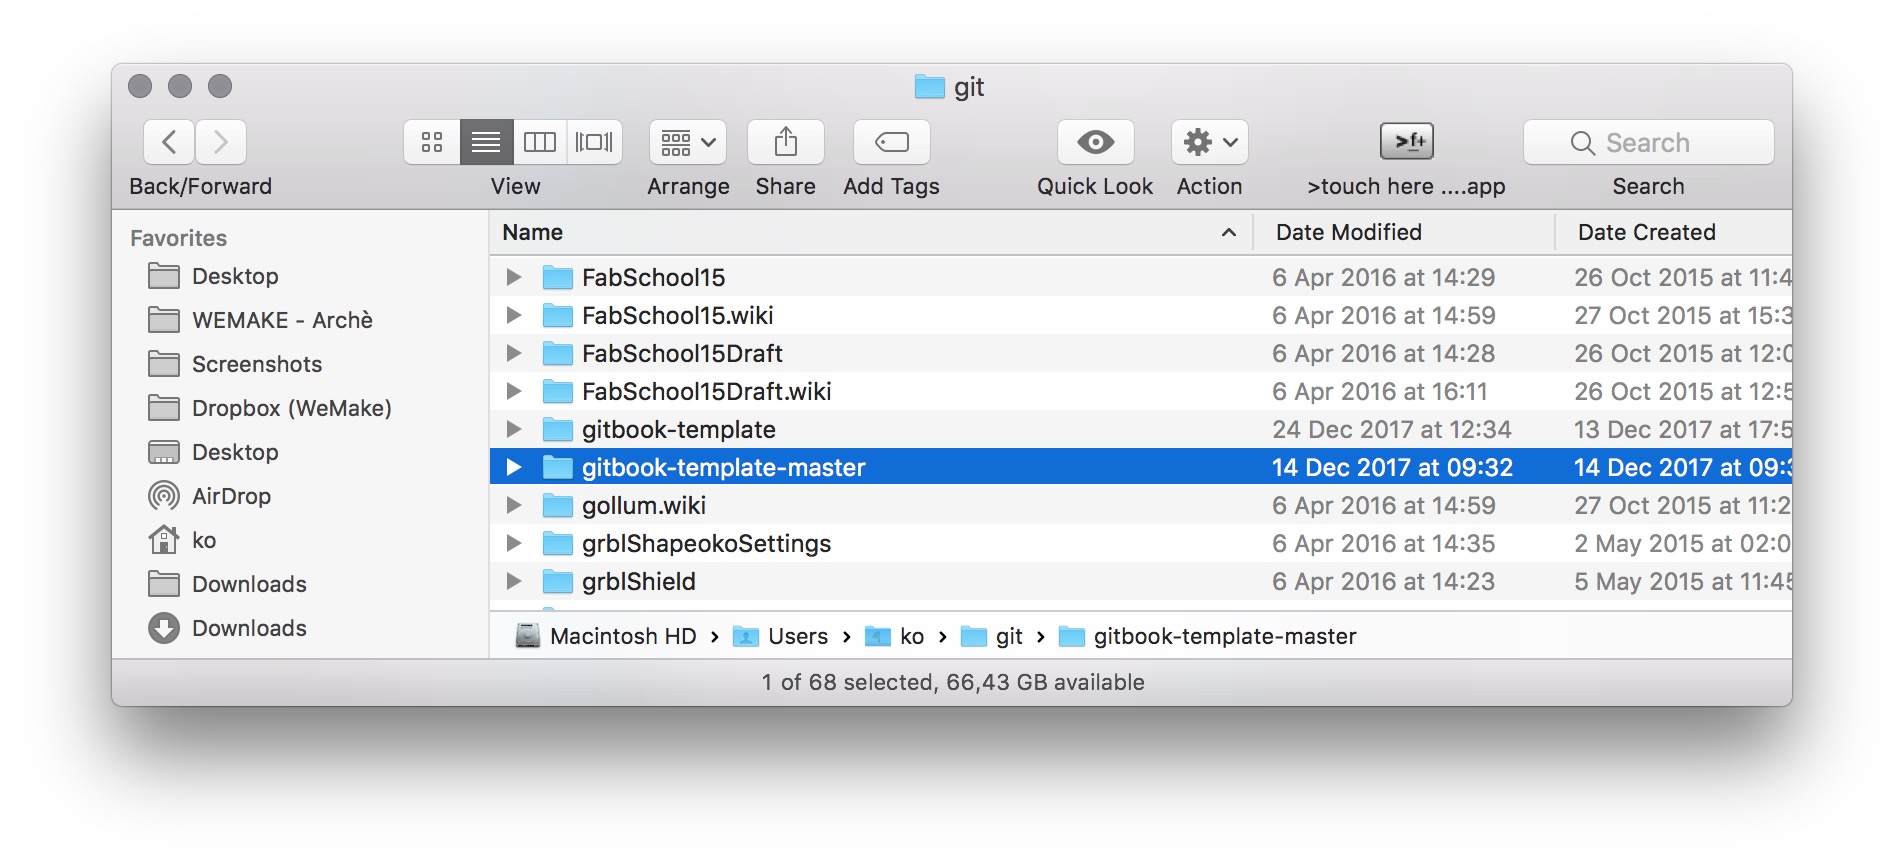 git
Search
Back/Forward View Arrange Share Add Tags Quick Look Action >touch here ....app Search
Favorites
Desktop
WEMAKE - Archè
Screenshots
Dropbox (WeMake)
Desktop
AirDrop
ko
Downloads
Downloads
Name Date Modified Date Created
FabSchool15 6 Apr 2016 at 14:29 26 Oct 2015 at 11:4
FabSchool15.wiki 6 Apr 2016 at 14:59 27 Oct 2015 at 15:3
FabSchool15Draft 6 Apr 2016 at 14:28 26 Oct 2015 at 12:0
FabSchool15Draft.wiki 6 Apr 2016 at 16:11 26 Oct 2015 at 12:5
gitbook-template 24 Dec 2017 at 12:34 13 Dec 2017 at 17:5
gitbook-template-master 14 Dec 2017 at 09:32 14 Dec 2017 at 09:3
gollum.wiki 6 Apr 2016 at 14:59 27 Oct 2015 at 11:2
grblShapeokoSettings 6 Apr 2016 at 14:35 2 May 2015 at 02:0
grblShield 6 Apr 2016 at 14:23 5 May 2015 at 11:45
Macintosh HD › Users › ko › git › gitbook-template-master
1 of 68 selected, 66,43 GB available